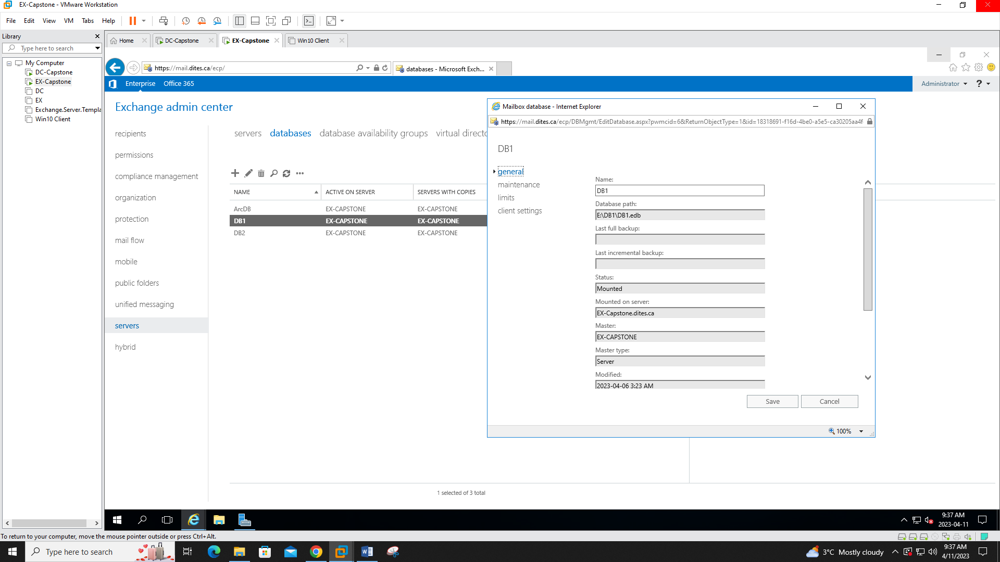 EX-Capstone - VMware Workstation
File Edit View VM Tabs Help
Library
Type here to search
My Computer
DC-Capstone
EX-Capstone
DC
EX
Exchange.Server.Templa
Win10 Client
Home
DC-Capstone
EX-Capstone
Win10 Client
https://mail.dites.ca/ecp/
databases - Microsoft Exch...
Enterprise Office 365
Administrator ?
Exchange admin center
recipients
permissions
compliance management
organization
protection
mail flow
mobile
public folders
unified messaging
servers
hybrid
servers databases database availability groups virtual directo
NAME ACTIVE ON SERVER SERVERS WITH COPIES
ArcDB EX-CAPSTONE EX-CAPSTONE
DB1 EX-CAPSTONE EX-CAPSTONE
DB2 EX-CAPSTONE EX-CAPSTONE
1 selected of 3 total
Mailbox database - Internet Explorer
https://mail.dites.ca/ecp/DBMgmt/EditDatabase.aspx?pwmcid=6&ReturnObjectType=1&id=18318691-f16d-4be0-a5e5-ca30205aa4f
DB1
general
maintenance
limits
client settings
Name:
DB1
Database path:
E:\DB1\DB1.edb
Last full backup:
Last incremental backup:
Status:
Mounted
Mounted on server:
EX-Capstone.dites.ca
Master:
EX-CAPSTONE
Master type:
Server
Modified:
2023-04-06 3:23 AM
Save Cancel
100%
9:37 AM
2023-04-11
To return to your computer, move the mouse pointer outside or press Ctrl+Alt.
Type here to search
3°C Mostly cloudy
9:37 AM
4/11/2023